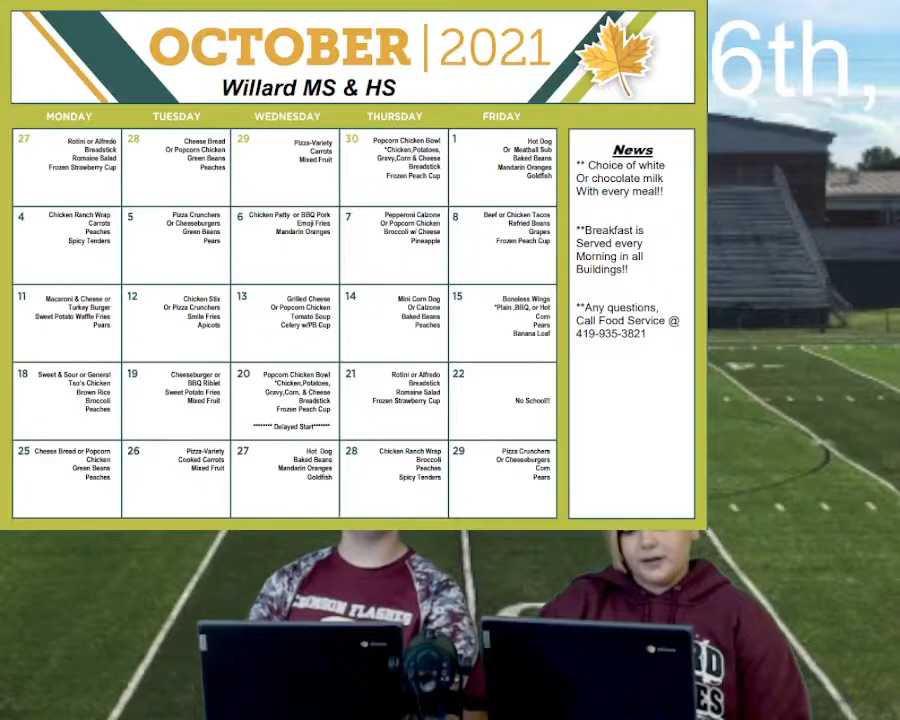 OCTOBER | 2021
6th,
Willard MS & HS
MONDAY TUESDAY WEDNESDAY THURSDAY FRIDAY
27
Rotini or Alfredo
Breadstick
Romaine Salad
Frozen Strawberry Cup
28
Cheese Bread
Or Popcorn Chicken
Green Beans
Peaches
29
Pizza-Variety
Carrots
Mixed Fruit
30
Popcorn Chicken Bowl
*Chicken,Potatoes,
Gravy,Corn & Cheese
Breadstick
Frozen Peach Cup
1
Hot Dog
Or Meatball Sub
Baked Beans
Mandarin Oranges
Goldfish
4
Chicken Ranch Wrap
Carrots
Peaches
Spicy Tenders
5
Pizza Crunchers
Or Cheeseburgers
Green Beans
Pears
6
Chicken Patty or BBQ Pork
Emoji Fries
Mandarin Oranges
7
Pepperoni Calzone
Or Popcorn Chicken
Broccoli w/ Cheese
Pineapple
8
Beef or Chicken Tacos
Refried Beans
Grapes
Frozen Peach Cup
11
Macaroni & Cheese or
Turkey Burger
Sweet Potato Waffle Fries
Pears
12
Chicken Stix
Or Pizza Crunchers
Smile Fries
Apicots
13
Grilled Cheese
Or Popcorn Chicken
Tomato Soup
Celery w/PB Cup
14
Mini Corn Dog
Or Calzone
Baked Beans
Peaches
15
Boneless Wings
*Plain ,BBQ, or Hot
Corn
Pears
Banana Loaf
18
Sweet & Sour or General
Tso's Chicken
Brown Rice
Broccoli
Peaches
19
Cheeseburger or
BBQ Riblet
Sweet Potato Fries
Mixed Fruit
20
Popcorn Chicken Bowl
*Chicken,Potatoes,
Gravy,Corn, & Cheese
Breadstick
Frozen Peach Cup
******** Delayed Start*******
21
Rotini or Alfredo
Breadstick
Romaine Salad
Frozen Strawberry Cup
22
No School!!
25
Cheese Bread or Popcorn
Chicken
Green Beans
Peaches
26
Pizza-Variety
Cooked Carrots
Mixed Fruit
27
Hot Dog
Baked Beans
Mandarin Oranges
Goldfish
28
Chicken Ranch Wrap
Broccoli
Peaches
Spicy Tenders
29
Pizza Crunchers
Or Cheeseburgers
Corn
Pears
News
** Choice of white
Or chocolate milk
With every meal!!
**Breakfast is
Served every
Morning in all
Buildings!!
**Any questions,
Call Food Service @
419-935-3821
FLASHES